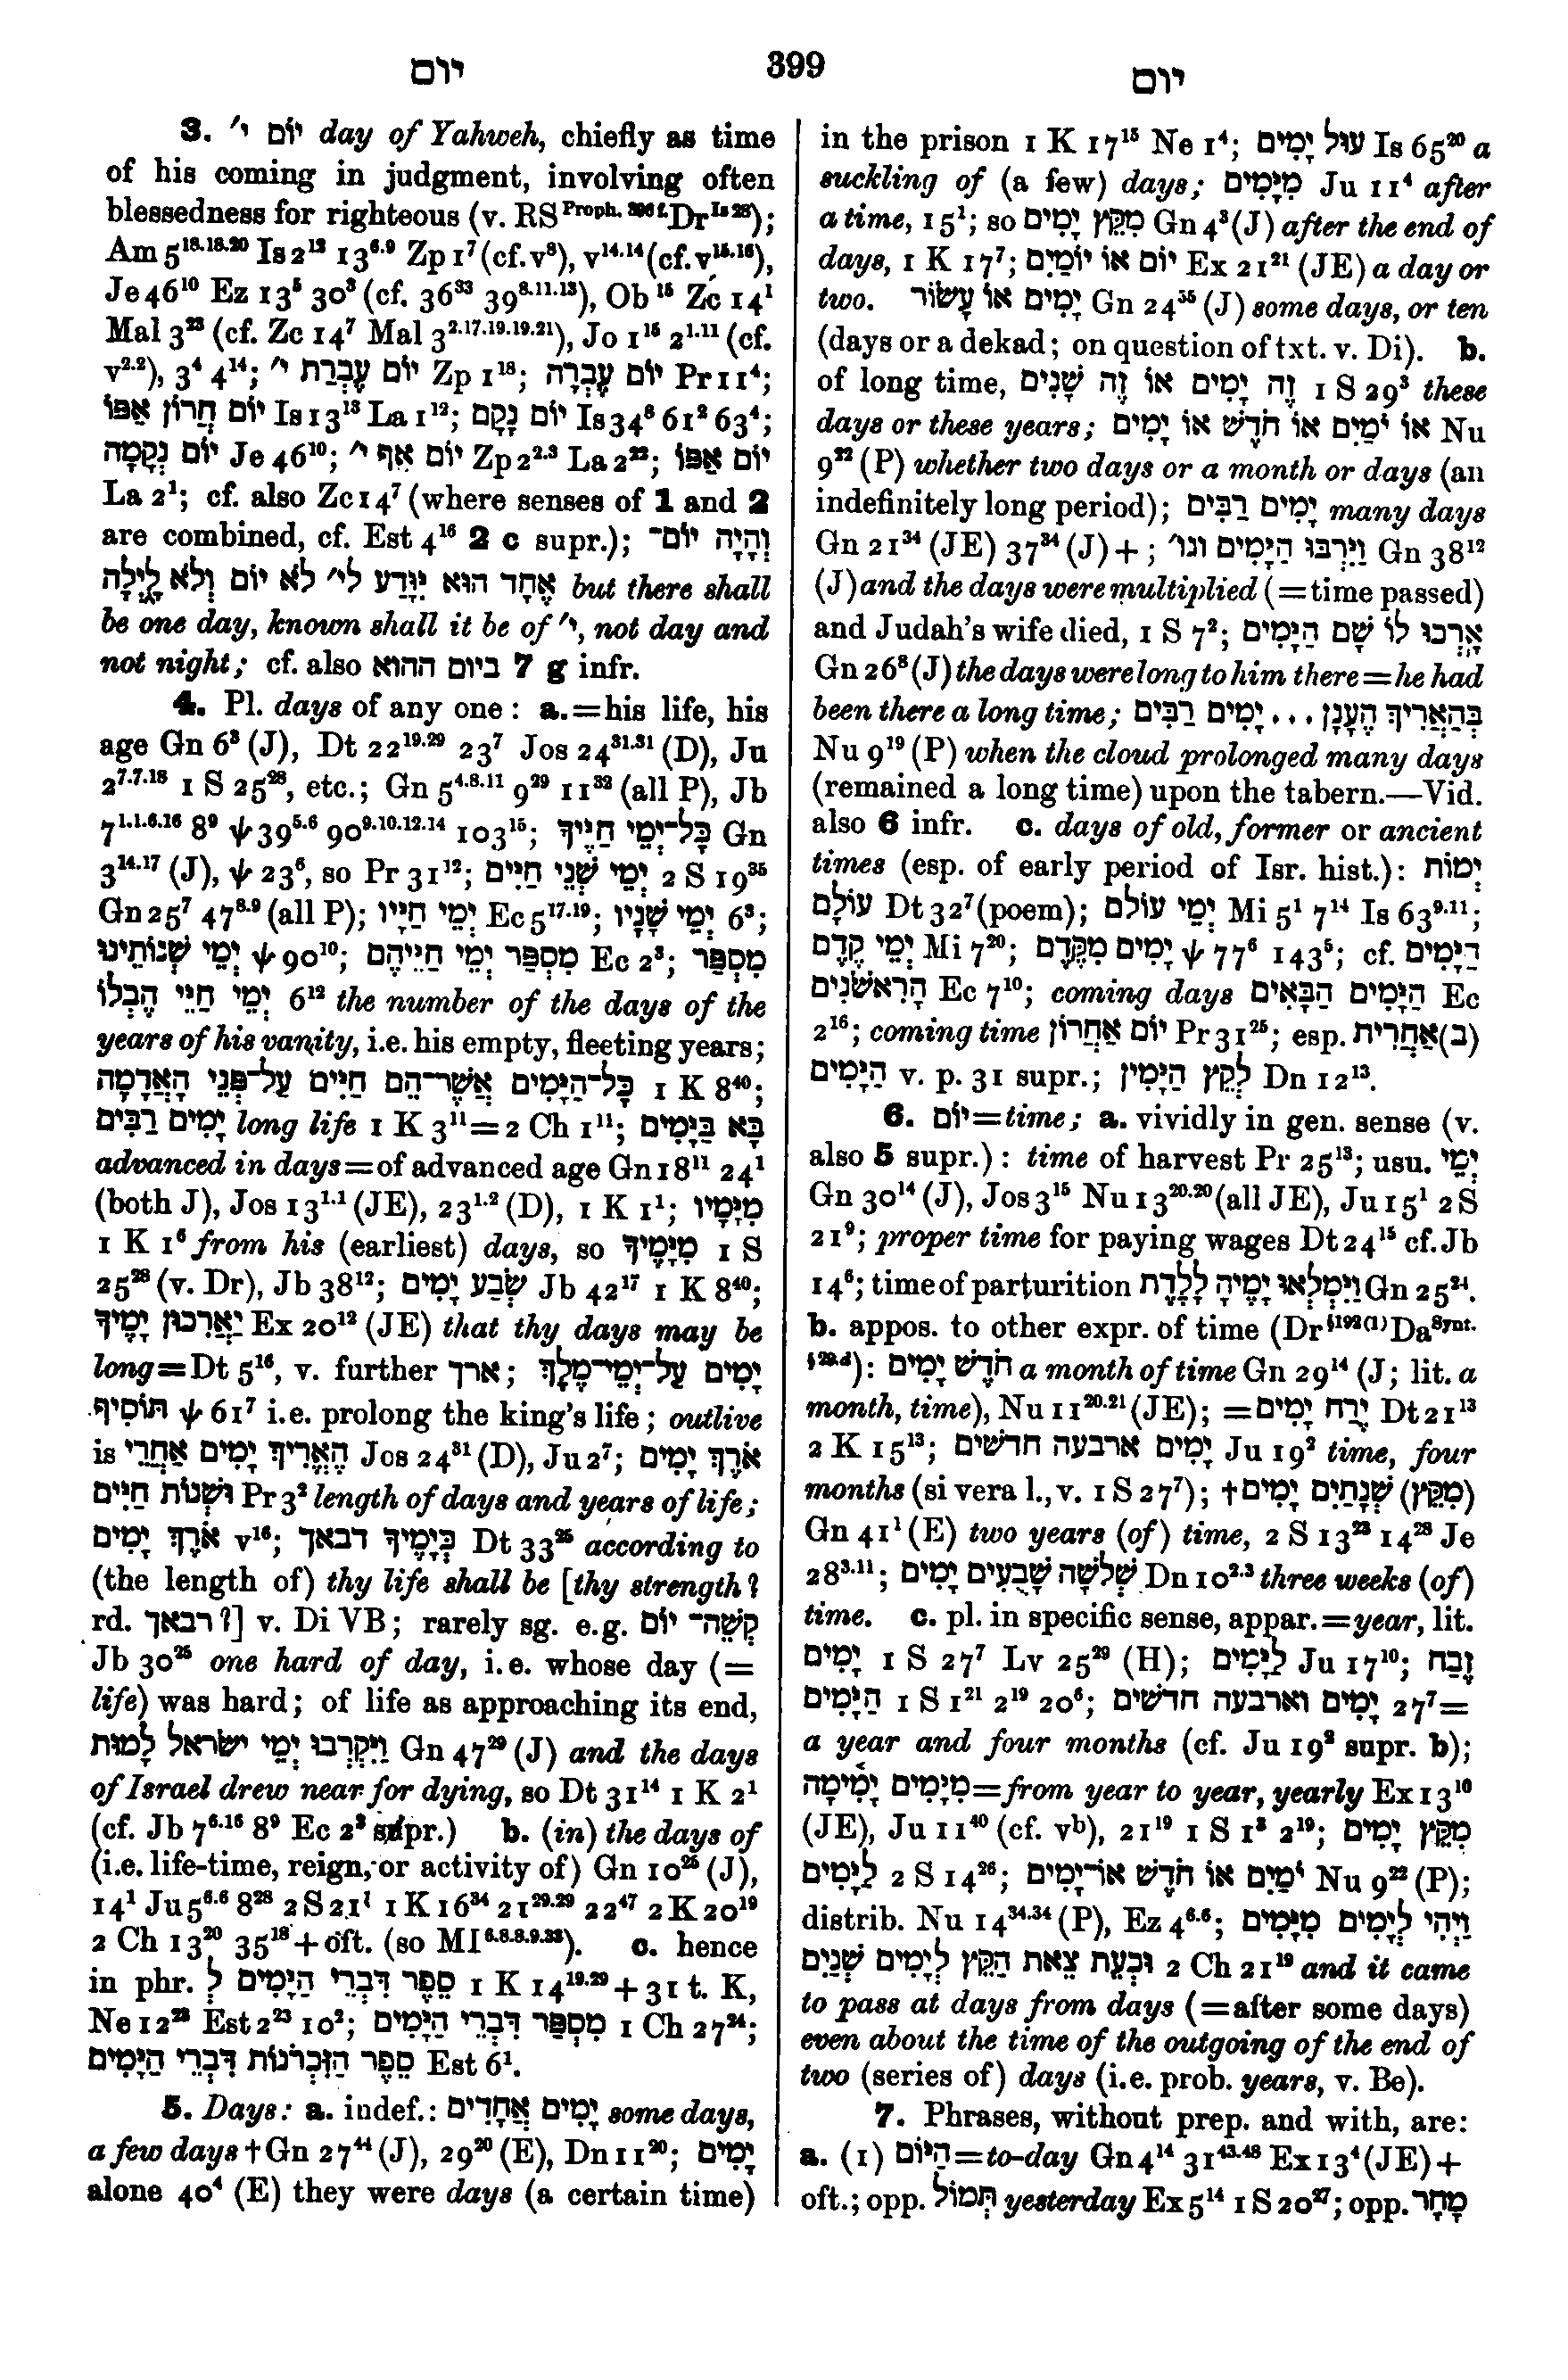 יום 399 יום
3. יוֹם י׳ day of Yahweh, chiefly as time
of his coming in judgment, involving often
blessedness for righteous (v. RS Proph. 396 f. Dr Is 28);
Am 5 18.18.20 Is 2 12 13 6.9 Zp 1 7 (cf. v 8), v 14.14 (cf. v 15.16),
Je 46 10 Ez 13 5 30 3 (cf. 36 33 39 8.11.13), Ob 15 Zc 14 1
Mal 3 23 (cf. Zc 14 7 Mal 3 2.17.19.19.21), Jo 1 15 2 1.11 (cf.
v 2.2), 3 4 4 14; יוֹם עֶבְרַת י׳ Zp 1 18; יוֹם עֶבְרָה Pr 11 4;
יוֹם חֲרוֹן אַפּוֹ Is 13 13 La 1 12; יוֹם נָקָם Is 34 8 61 2 63 4;
יוֹם נְקָמָה Je 46 10; יוֹם אַף י׳ Zp 2 2.3 La 2 22; יוֹם אַפּוֹ
La 2 1; cf. also Zc 14 7 (where senses of 1 and 2
are combined, cf. Est 4 16 2 c supr.); וְהָיָה יוֹם־
אֶחָד הוּא יִוָּדַע לי׳ לֹא יוֹם וְלֹא לָ֑יְלָה but there shall
be one day, known shall it be of י׳, not day and
not night; cf. also ביום ההוא 7 g infr.
4. Pl. days of any one: a. = his life, his
age Gn 6 3 (J), Dt 22 19.29 23 7 Jos 24 31.31 (D), Ju
2 7.7.18 1 S 25 28, etc.; Gn 5 4.8.11 9 29 11 32 (all P), Jb
7 1.1.6.16 8 9 ψ 39 5.6 90 9.10.12.14 103 15; כָּל־יְמֵי חַיֶּיךָ Gn
3 14.17 (J), ψ 23 6, so Pr 31 12; יְמֵי שְׁנֵי חַיִּים 2 S 19 35
Gn 25 7 47 8.9 (all P); יְמֵי חַיָּיו Ec 5 17.19; יְמֵי שָׁנָיו 6 3;
יְמֵי שְׁנוֹתֵינוּ ψ 90 10; מִסְפַּר יְמֵי חַיֵּיהֶם Ec 2 3; מִסְפַּר
יְמֵי חַיֵּי הֶבְלוֹ 6 12 the number of the days of the
years of his vanity, i.e. his empty, fleeting years;
כָּל־הַיָּמִים אֲשֶׁר־הֵם חַיִּים עַל־פְּנֵי הָאֲדָמָה 1 K 8 40;
יָמִים רַבִּים long life 1 K 3 11 = 2 Ch 1 11; בָּא בַּיָּמִים
advanced in days = of advanced age Gn 18 11 24 1
(both J), Jos 13 1.1 (JE), 23 1.2 (D), 1 K 1 1; מִיָּמָיו
1 K 1 6 from his (earliest) days, so מִיָּמֶיךָ 1 S
25 28 (v. Dr), Jb 38 12; שְׂבַע יָמִים Jb 42 17 1 K 8 40;
יַאֲרִכוּן יָמֶיךָ Ex 20 12 (JE) that thy days may be
long = Dt 5 16, v. further ארך; יָמִים עַל־יְמֵי־מֶלֶךְ
תּוֹסִיף ψ 61 7 i.e. prolong the king's life; outlive
is הֶאֱרִיךְ יָמִים אַחֲרֵי Jos 24 31 (D), Ju 2 7; אֹרֶךְ יָמִים
וּשְׁנוֹת חַיִּים Pr 3 2 length of days and years of life;
אֹרֶךְ יָמִים v 16; כְּיָמֶיךָ דבאך Dt 33 25 according to
(the length of) thy life shall be [thy strength?
rd. רבאך?] v. Di VB; rarely sg. e.g. קְשֵׁה־ יוֹם
Jb 30 25 one hard of day, i.e. whose day (=
life) was hard; of life as approaching its end,
וַיִּקְרְבוּ יְמֵי ישראל לָמוּת Gn 47 29 (J) and the days
of Israel drew near for dying, so Dt 31 14 1 K 2 1
(cf. Jb 7 6.16 8 9 Ec 2 3 supr.) b. (in) the days of
(i.e. life-time, reign, or activity of) Gn 10 25 (J),
14 1 Ju 5 6.6 8 28 2 S 21 1 1 K 16 34 21 29.29 22 47 2 K 20 19
2 Ch 13 20 35 18 + oft. (so MI 6.8.8.9.33). c. hence
in phr. סֵפֶר דִּבְרֵי הַיָּמִים לְ 1 K 14 19.29 + 31 t. K,
Ne 12 23 Est 2 23 10 2; מִסְפַּר דִּבְרֵי הַיָּמִים 1 Ch 27 24;
סֵפֶר הַזִּכְרֹנוֹת דִּבְרֵי הַיָּמִים Est 6 1.
5. Days: a. indef.: יָמִים אֲחָדִים some days,
a few days † Gn 27 44 (J), 29 20 (E), Dn 11 20; יָמִים
alone 40 4 (E) they were days (a certain time)
in the prison 1 K 17 15 Ne 1 4; עוּל יָמִים Is 65 20 a
suckling of (a few) days; מִיָּמִים Ju 11 4 after
a time, 15 1; so מִקֵּץ יָמִים Gn 4 3 (J) after the end of
days, 1 K 17 7; יוֹם אוֹ יוֹמַיִם Ex 21 21 (JE) a day or
two. יָמִים אוֹ עָשׂוֹר Gn 24 55 (J) some days, or ten
(days or a dekad; on question of txt. v. Di). b.
of long time, זֶה יָמִים אוֹ זֶה שָׁנִים 1 S 29 3 these
days or these years; אוֹ יֹמַיִם אוֹ חֹדֶשׁ אוֹ יָמִים Nu
9 22 (P) whether two days or a month or days (an
indefinitely long period); יָמִים רַבִּים many days
Gn 21 34 (JE) 37 34 (J) + ; וַיִּרְבּוּ הַיָּמִים וגו׳ Gn 38 12
(J) and the days were multiplied (= time passed)
and Judah's wife died, 1 S 7 2; אָרְכוּ לוֹ שָׁם הַיָּמִים
Gn 26 8 (J) the days were long to him there = he had
been there a long time; בְּהַאֲרִיךְ הֶעָנָן ... יָמִים רַבִּים
Nu 9 19 (P) when the cloud prolonged many days
(remained a long time) upon the tabern.—Vid.
also 6 infr. c. days of old, former or ancient
times (esp. of early period of Isr. hist.): יְמוֹת
עוֹלָם Dt 32 7 (poem); יְמֵי עוֹלם Mi 5 1 7 14 Is 63 9.11;
יְמֵי קֶדֶם Mi 7 20; יָמִים מִקֶּדֶם ψ 77 6 143 5; cf. הַיָּמִים
הָרִאשֹׁנִים Ec 7 10; coming days הַיָּמִים הַבָּאִים Ec
2 16; coming time יוֹם אַחֲרוֹן Pr 31 25; esp. (ב)אַחֲרִית
הַיָּמִים v. p. 31 supr.; לְקֵץ הַיָּמִין Dn 12 13.
6. יוֹם = time; a. vividly in gen. sense (v.
also 5 supr.): time of harvest Pr 25 13; usu. יְמֵי
Gn 30 14 (J), Jos 3 15 Nu 13 20.20 (all JE), Ju 15 1 2 S
21 9; proper time for paying wages Dt 24 15 cf. Jb
14 6; time of parturition וַיִּמְלְאוּ יָמֶיהָ לָלֶדֶת Gn 25 24.
b. appos. to other expr. of time (Dr §192(1) Da Synt.
§29.d): חֹדֶשׁ יָמִים a month of time Gn 29 14 (J; lit. a
month, time), Nu 11 20.21 (JE); = יֶרַח יָמִים Dt 21 13
2 K 15 13; יָמִים ארבעה חדשׁים Ju 19 2 time, four
months (si vera l., v. 1 S 27 7); † (מִקֵּץ) שְׁנָתַיִם יָמִים
Gn 41 1 (E) two years (of) time, 2 S 13 23 14 28 Je
28 3.11; שְׁלֹשָׁה שָׁבֻעִים יָמִים Dn 10 2.3 three weeks (of)
time. c. pl. in specific sense, appar. = year, lit.
יָמִים 1 S 27 7 Lv 25 29 (H); לַיָּמִים Ju 17 10; זֶבַח
הַיָּמִים 1 S 1 21 2 19 20 6; יָמִים וארבעה חדשׁים 27 7 =
a year and four months (cf. Ju 19 2 supr. b);
מִיָּמִים יָמִימָה = from year to year, yearly Ex 13 10
(JE), Ju 11 40 (cf. v b), 21 19 1 S 1 3 2 19; מִקֵּץ יָמִים
לַיָּמִים 2 S 14 26; יֹמַיִם אוֹ חֹדֶשׁ אוֹ־יָמִים Nu 9 22 (P);
distrib. Nu 14 34.34 (P), Ez 4 6.6; וַיְהִי לְיָמִים מִיָּמִים
וּכְעֵת צֵאת הַקֵּץ לְיָמִים שְׁנַיִם 2 Ch 21 19 and it came
to pass at days from days (= after some days)
even about the time of the outgoing of the end of
two (series of) days (i.e. prob. years, v. Be).
7. Phrases, without prep. and with, are:
a. (1) הַיּוֹם = to-day Gn 4 14 31 43.48 Ex 13 4 (JE) +
oft.; opp. תְּמוֹל yesterday Ex 5 14 1 S 20 27; opp. מָחָר